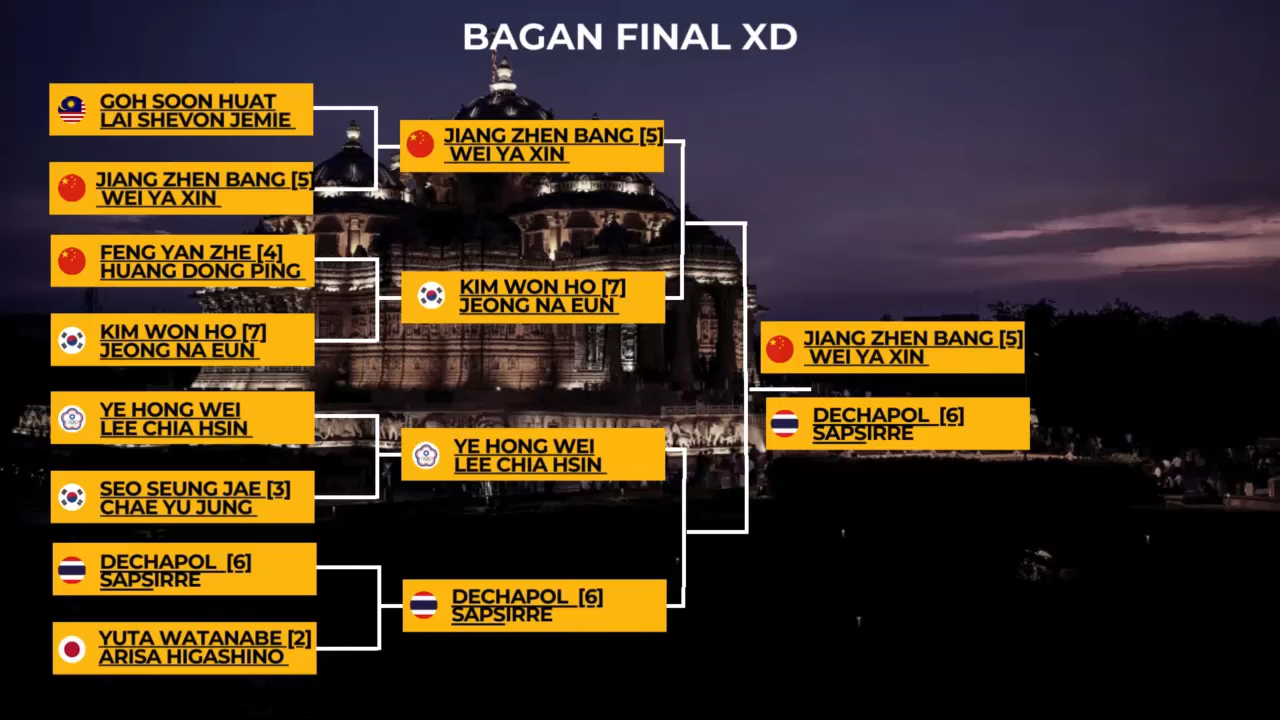 BAGAN FINAL XD
GOH SOON HUAT
LAI SHEVON JEMIE
JIANG ZHEN BANG [5]
WEI YA XIN
FENG YAN ZHE [4]
HUANG DONG PING
KIM WON HO [7]
JEONG NA EUN
YE HONG WEI
LEE CHIA HSIN
SEO SEUNG JAE [3]
CHAE YU JUNG
DECHAPOL [6]
SAPSIRRE
YUTA WATANABE [2]
ARISA HIGASHINO
JIANG ZHEN BANG [5]
WEI YA XIN
KIM WON HO [7]
JEONG NA EUN
YE HONG WEI
LEE CHIA HSIN
DECHAPOL [6]
SAPSIRRE
JIANG ZHEN BANG [5]
WEI YA XIN
DECHAPOL [6]
SAPSIRRE